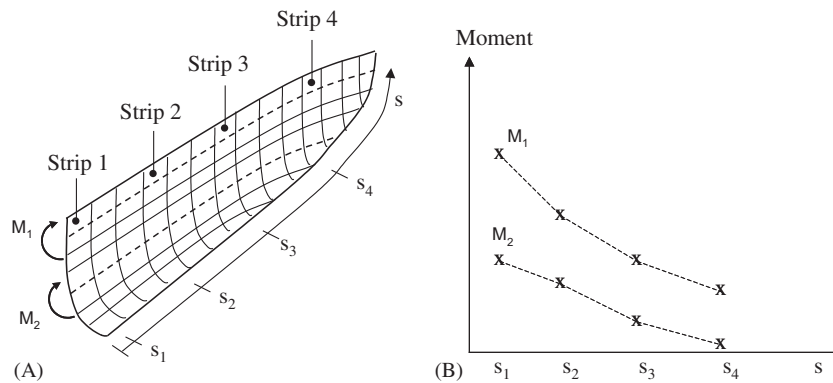 Strip 4
Strip 3
Strip 2
Strip 1
M₁
M₂
s
s₄
s₃
s₂
s₁
(A)
Moment
M₁
M₂
s₁ s₂ s₃ s₄ s
(B)